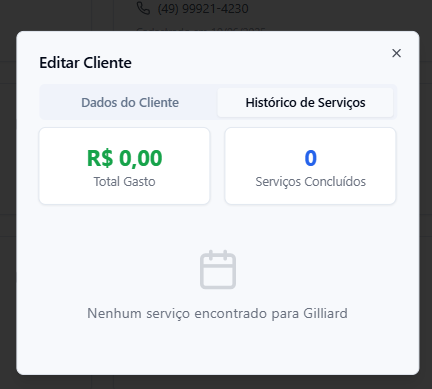 (49) 99921-4230
Editar Cliente
Dados do Cliente
Histórico de Serviços
R$ 0,00
Total Gasto
0
Serviços Concluídos
Nenhum serviço encontrado para Gilliard